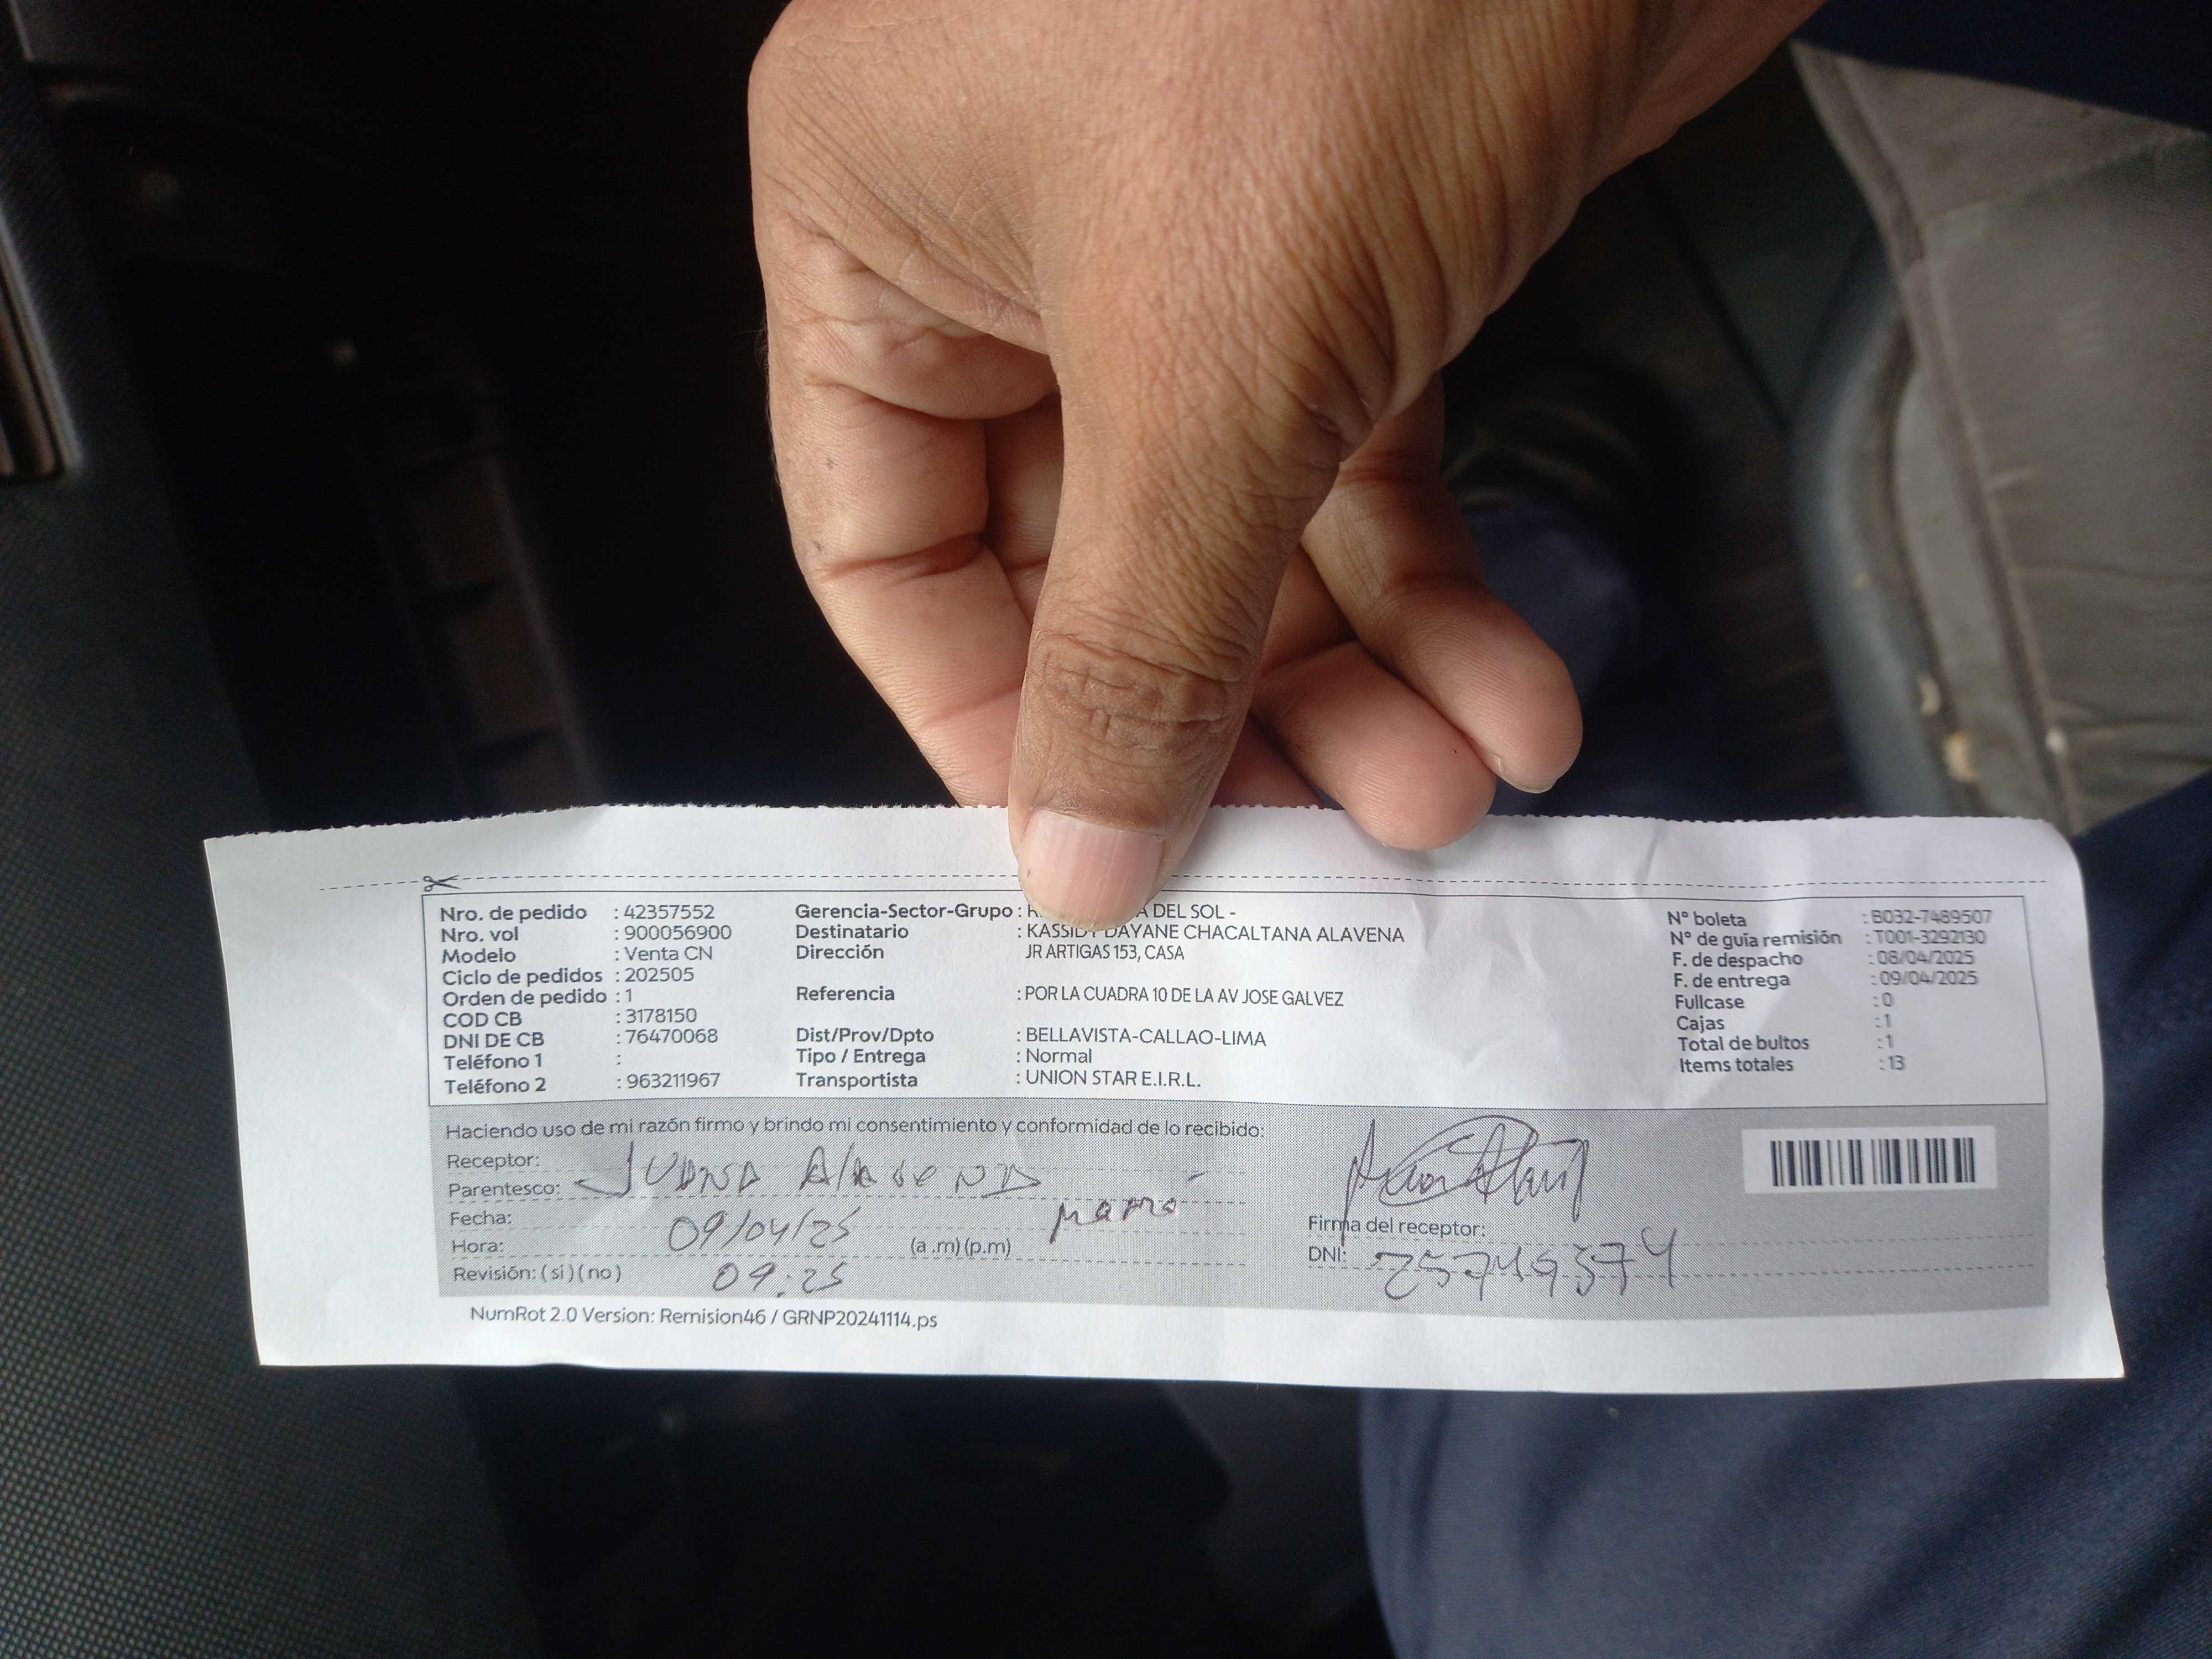 Nro. de pedido : 42357552 Gerencia-Sector-Grupo : DEL SOL - N° boleta : B032-7489507
Nro. vol : 900056900 Destinatario : KASSIDY DAYANE CHACALTANA ALAVENA N° de guía remisión : T001-3292130
Modelo : Venta CN Dirección JR ARTIGAS 153, CASA F. de despacho : 08/04/2025
Ciclo de pedidos : 202505 F. de entrega : 09/04/2025
Orden de pedido : 1 Referencia : POR LA CUADRA 10 DE LA AV JOSE GALVEZ Fullcase : 0
COD CB : 3178150 Cajas : 1
DNI DE CB : 76470068 Dist/Prov/Dpto : BELLAVISTA-CALLAO-LIMA Total de bultos : 1
Teléfono 1 : Tipo / Entrega : Normal Items totales : 13
Teléfono 2 : 963211967 Transportista : UNION STAR E.I.R.L.
Haciendo uso de mi razón firmo y brindo mi consentimiento y conformidad de lo recibido:
Receptor: Juana Alavena
Parentesco: mamá
Fecha: 09/04/25 Firma del receptor:
Hora: 09:25 (a .m) (p.m) DNI:
Revisión: ( si ) ( no )
NumRot 2.0 Version: Remision46 / GRNP20241114.ps